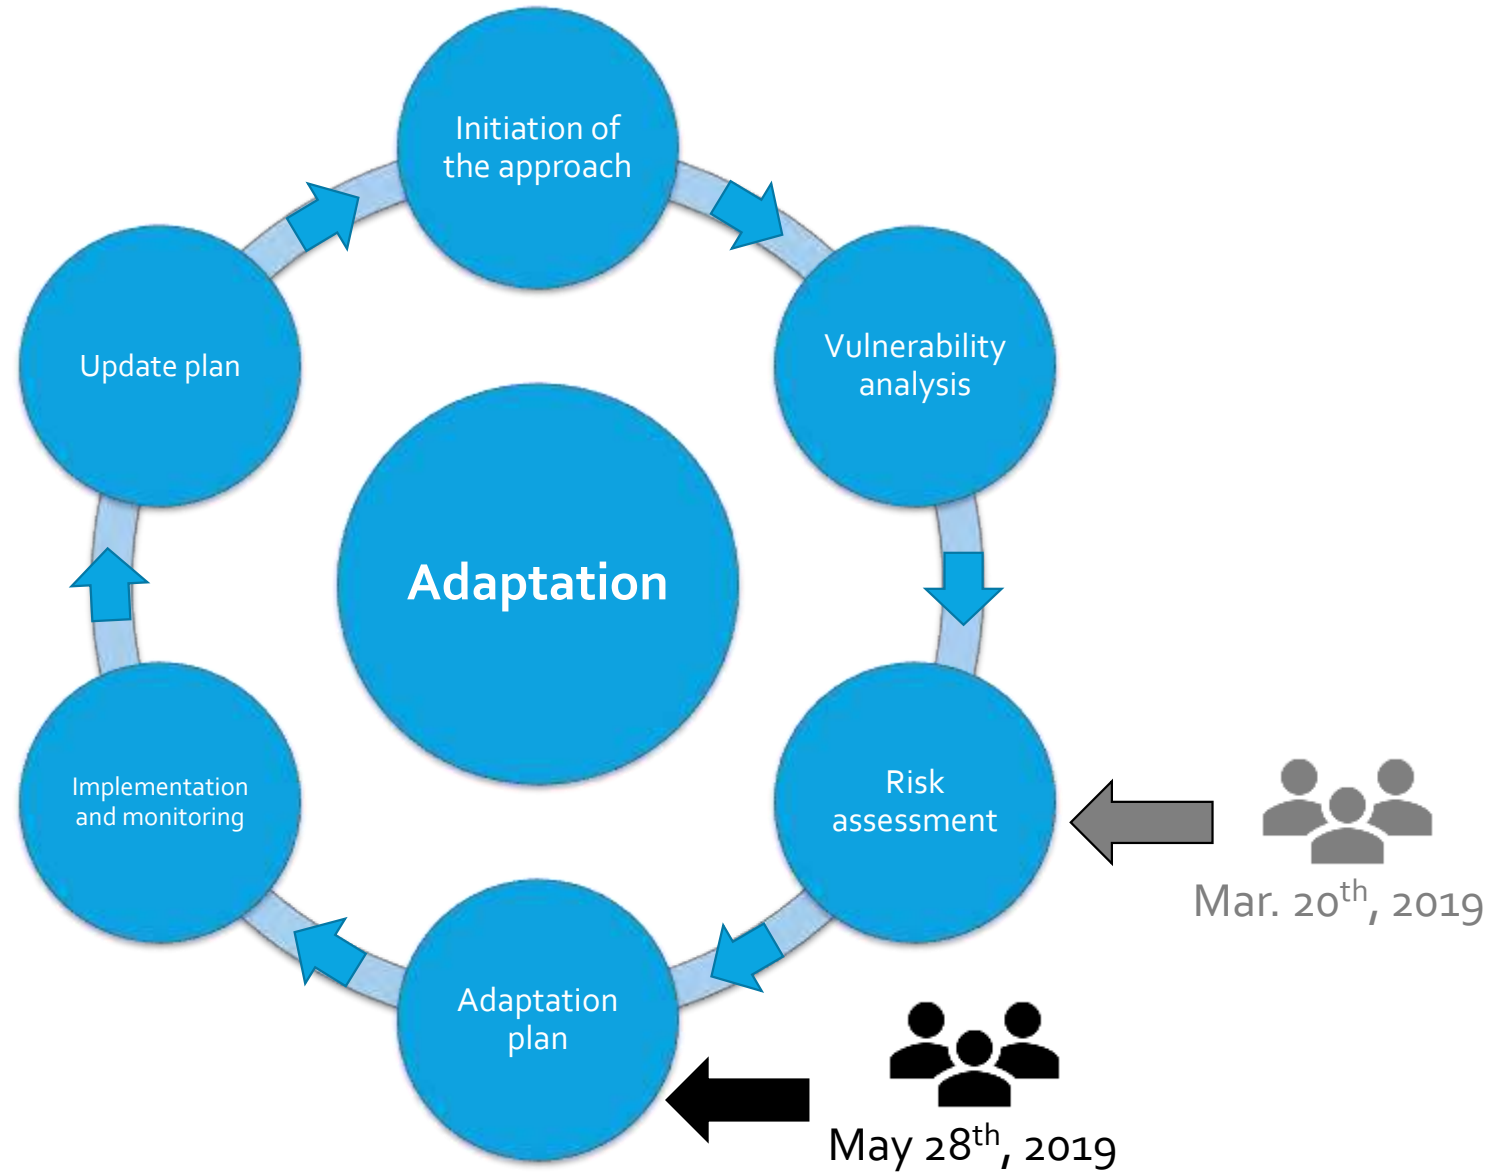 Initiation of
the approach
Vulnerability
analysis
Risk
assessment
Mar. 20th, 2019
Adaptation
plan
May 28th, 2019
Implementation
and monitoring
Update plan
Adaptation